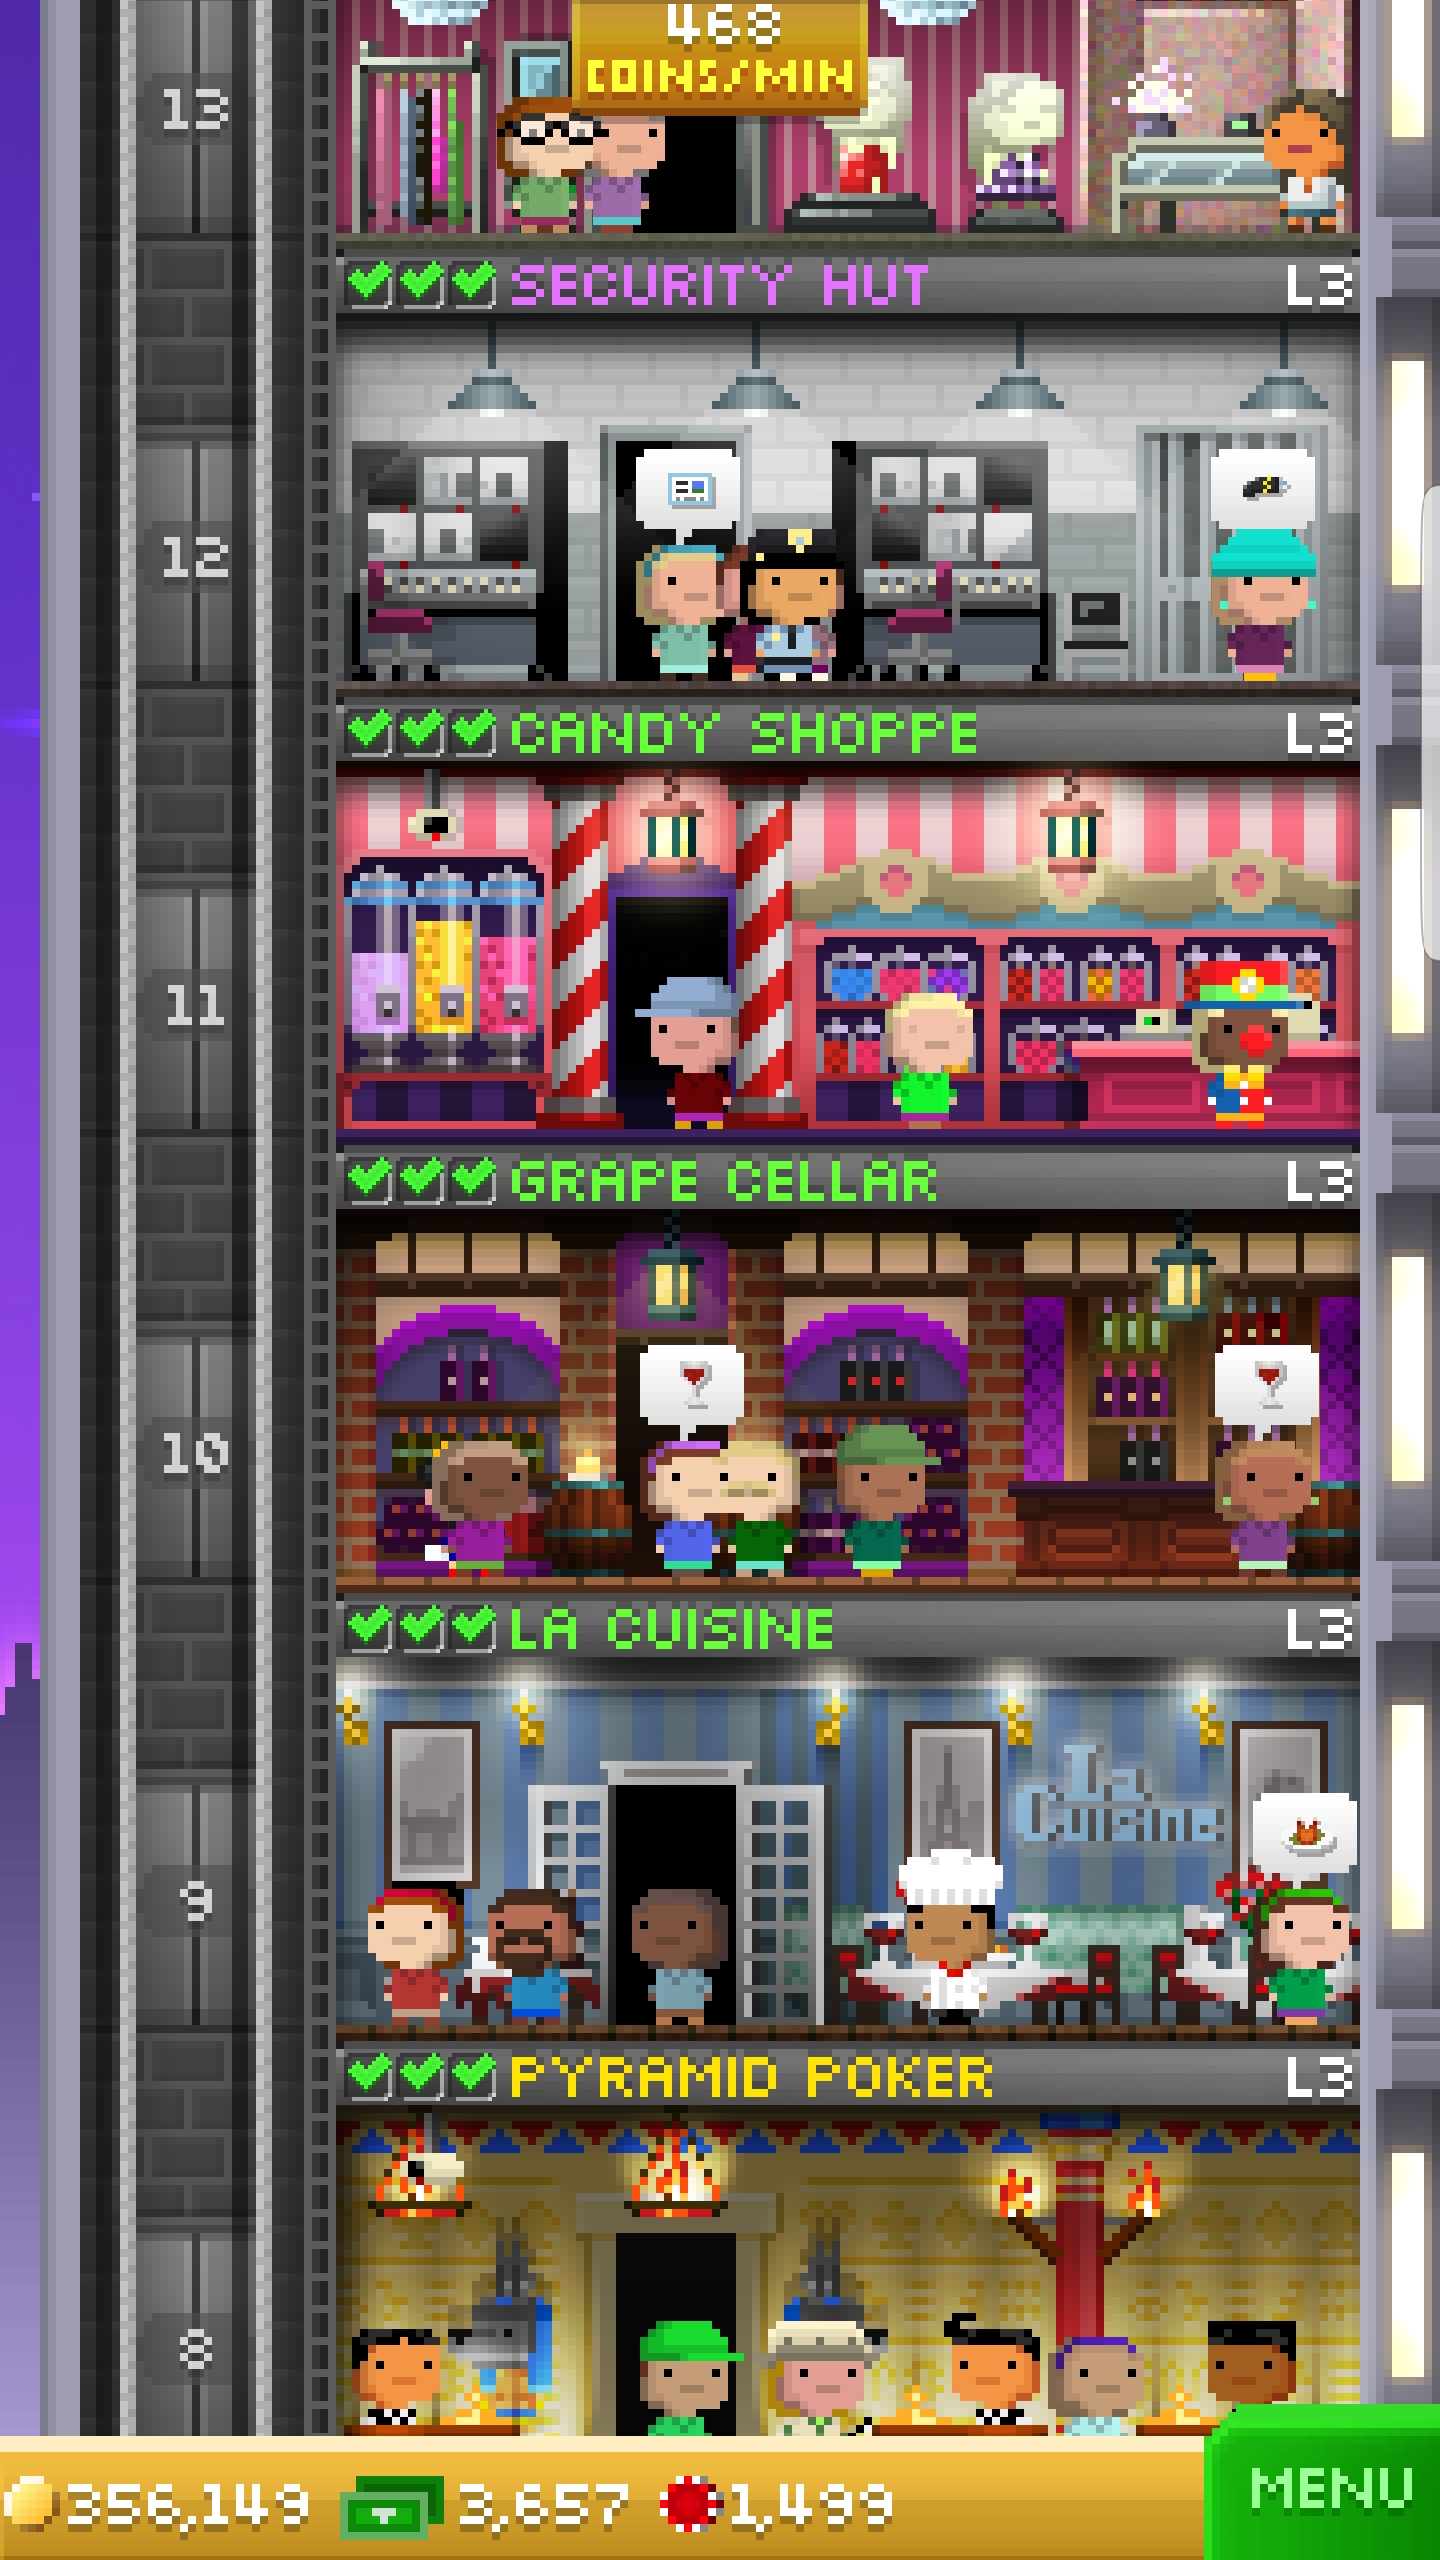 468
COINS/MIN
13
SECURITY HUT L3
12
CANDY SHOPPE L3
11
GRAPE CELLAR L3
10
LA CUISINE L3
La
Cuisine
9
PYRAMID POKER L3
8
356,149 3,657 1,499
MENU